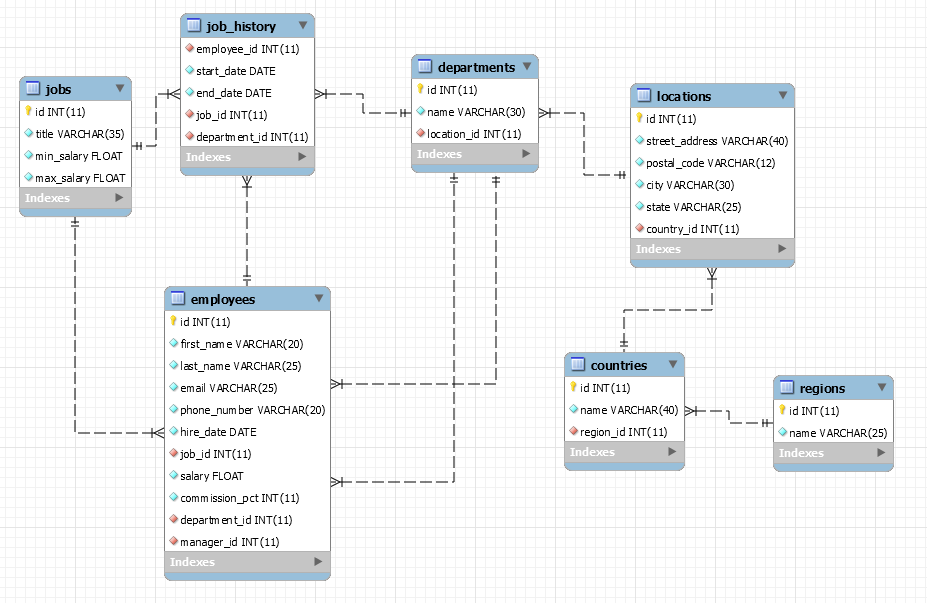 job_history
employee_id INT(11)
start_date DATE
end_date DATE
job_id INT(11)
department_id INT(11)
Indexes
jobs
id INT(11)
title VARCHAR(35)
min_salary FLOAT
max_salary FLOAT
Indexes
departments
id INT(11)
name VARCHAR(30)
location_id INT(11)
Indexes
locations
id INT(11)
street_address VARCHAR(40)
postal_code VARCHAR(12)
city VARCHAR(30)
state VARCHAR(25)
country_id INT(11)
Indexes
employees
id INT(11)
first_name VARCHAR(20)
last_name VARCHAR(25)
email VARCHAR(25)
phone_number VARCHAR(20)
hire_date DATE
job_id INT(11)
salary FLOAT
commission_pct INT(11)
department_id INT(11)
manager_id INT(11)
Indexes
countries
id INT(11)
name VARCHAR(40)
region_id INT(11)
Indexes
regions
id INT(11)
name VARCHAR(25)
Indexes